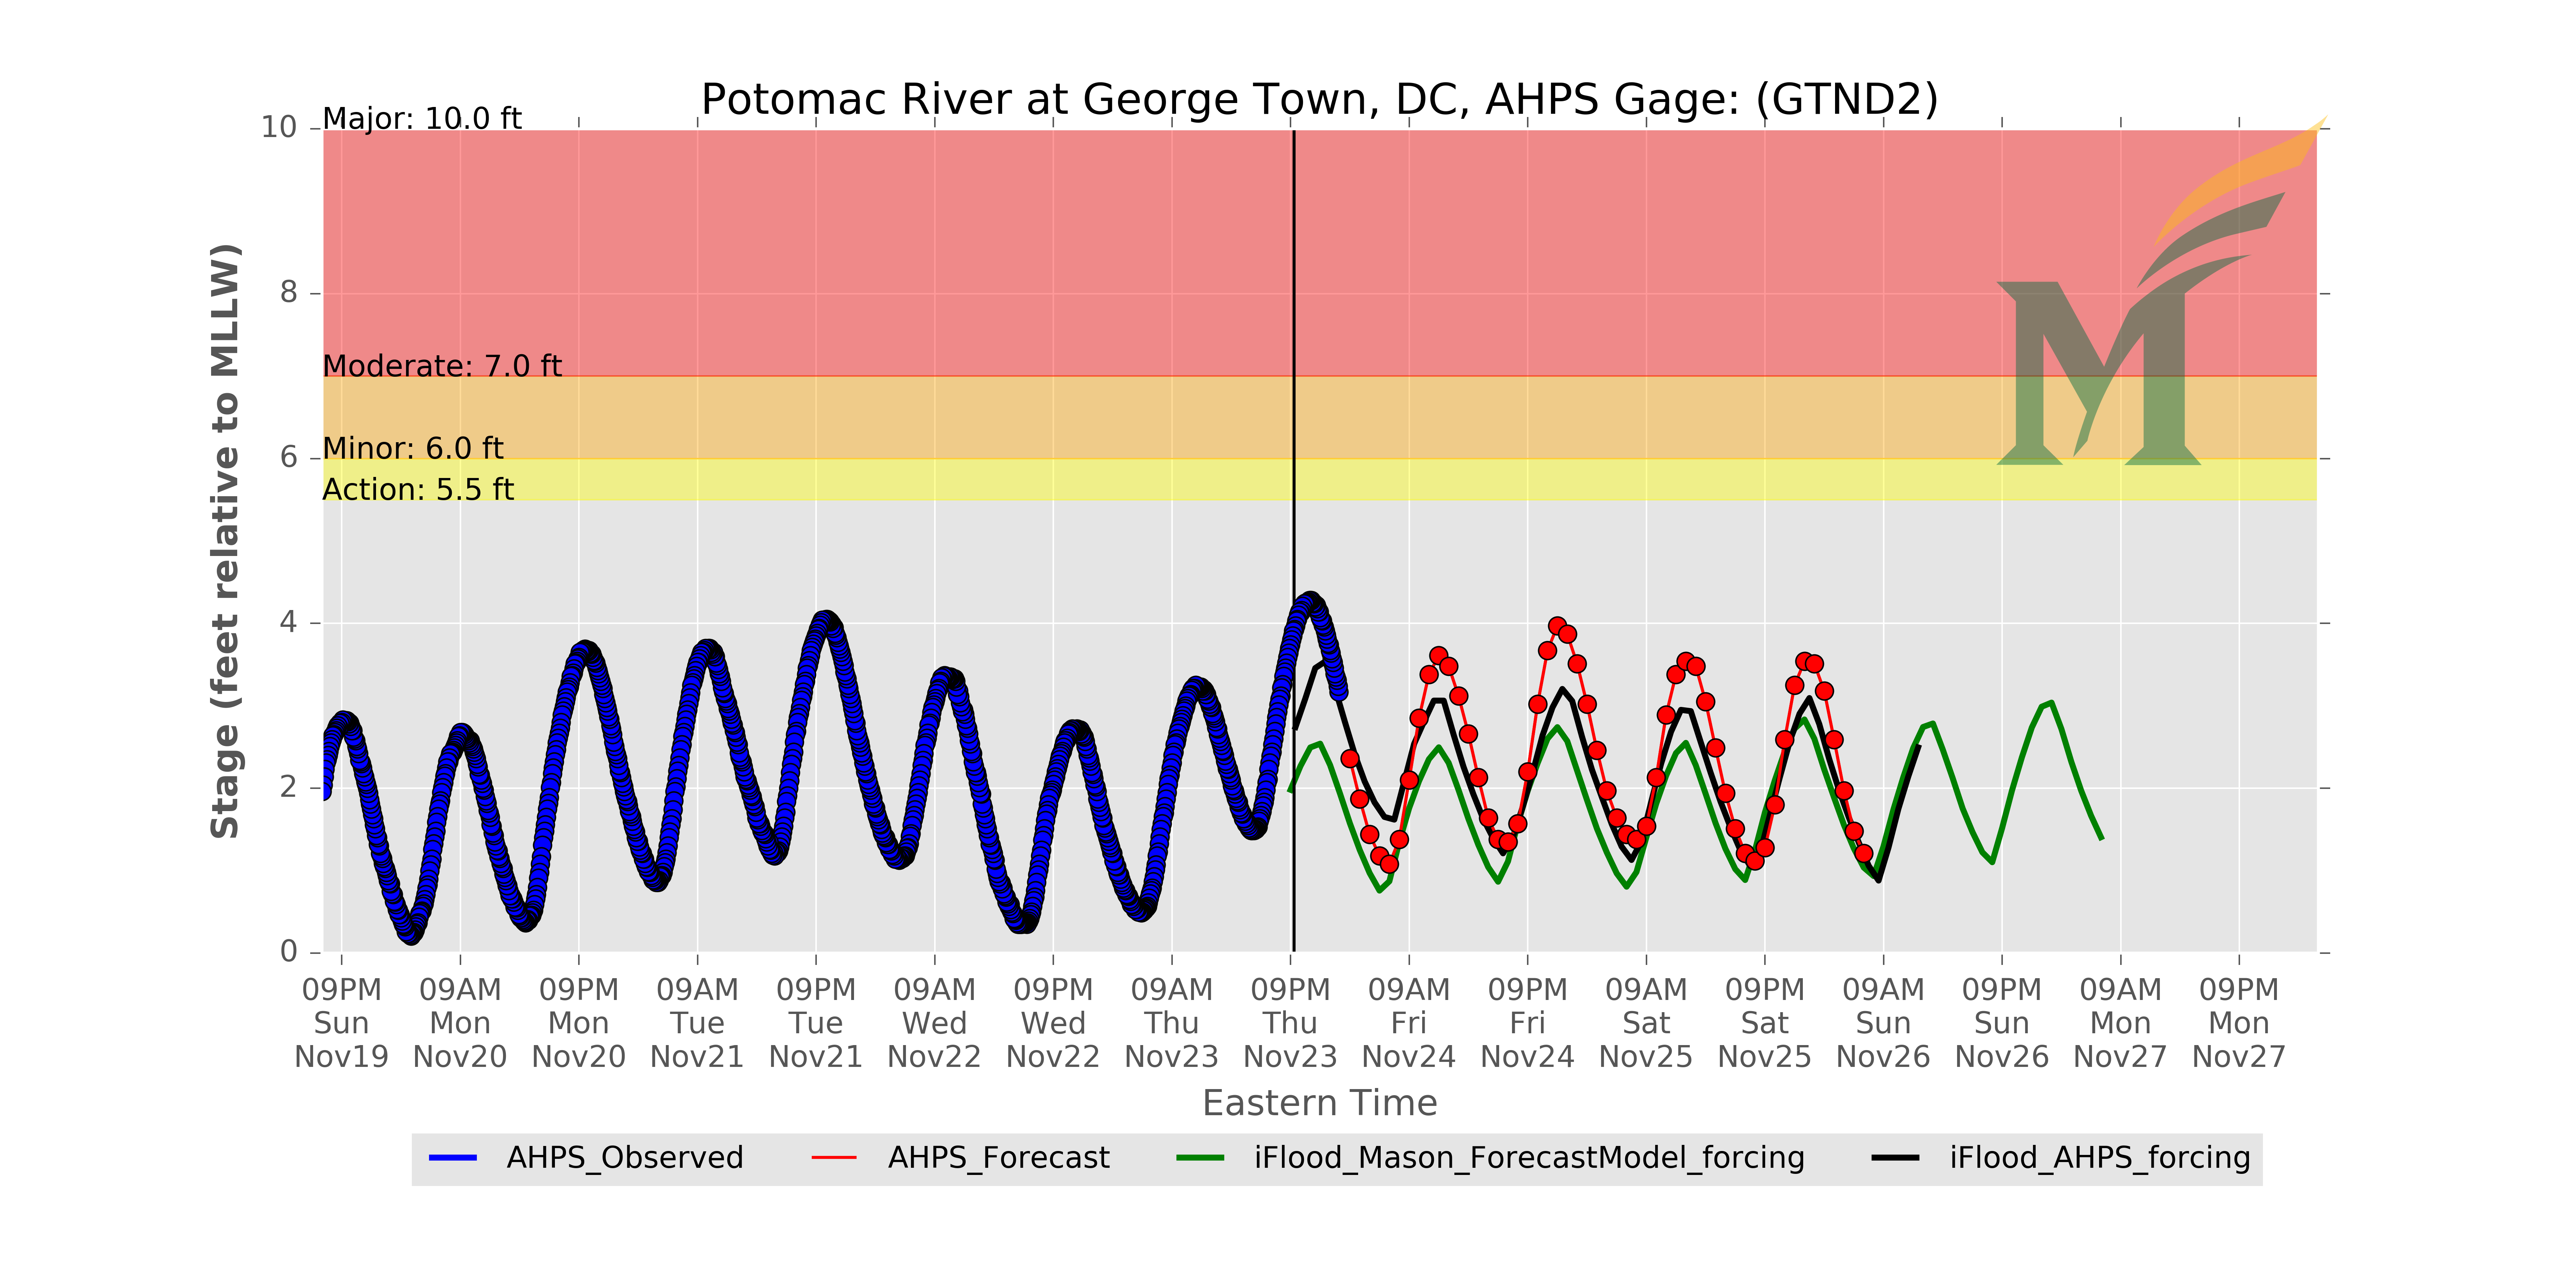 Potomac River at George Town, DC, AHPS Gage: (GTND2)
Major: 10.0 ft
Moderate: 7.0 ft
Minor: 6.0 ft
Action: 5.5 ft
10
8
6
4
2
0
Stage (feet relative to MLLW)
09PM 09AM 09PM 09AM 09PM 09AM 09PM 09AM 09PM 09AM 09PM 09AM 09PM 09AM 09PM 09AM 09PM
Sun Mon Mon Tue Tue Wed Wed Thu Thu Fri Fri Sat Sat Sun Sun Mon Mon
Nov19 Nov20 Nov20 Nov21 Nov21 Nov22 Nov22 Nov23 Nov23 Nov24 Nov24 Nov25 Nov25 Nov26 Nov26 Nov27 Nov27
Eastern Time
AHPS_Observed AHPS_Forecast iFlood_Mason_ForecastModel_forcing iFlood_AHPS_forcing
M